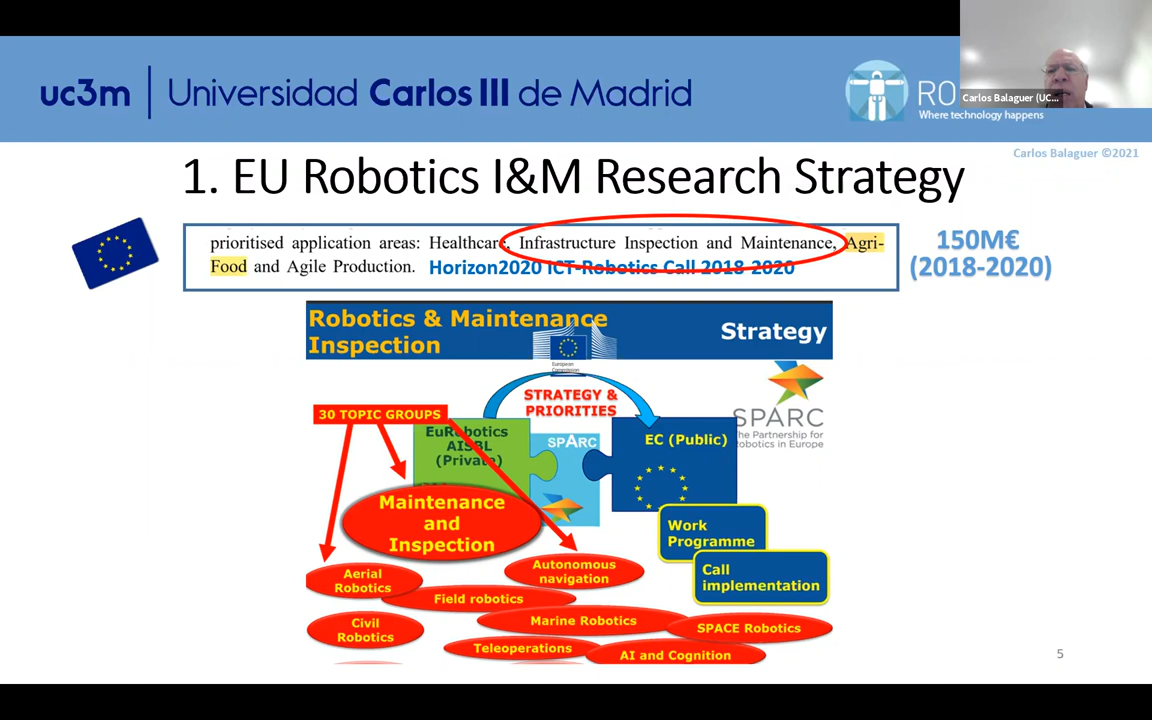 uc3m | Universidad Carlos III de Madrid
RO
Where technology happens
Carlos Balaguer (UC...
Carlos Balaguer ©2021
1. EU Robotics I&M Research Strategy
prioritised application areas: Healthcare, Infrastructure Inspection and Maintenance, Agri-
Food and Agile Production. Horizon2020 ICT-Robotics Call 2018-2020
150M€
(2018-2020)
Robotics & Maintenance
Inspection
Strategy
European
Commission
STRATEGY &
PRIORITIES
SPARC
The Partnership for
Robotics in Europe
30 TOPIC GROUPS
EuRobotics
AISBL
(Private)
SPARC
EC (Public)
Maintenance
and
Inspection
Work
Programme
Call
implementation
Aerial
Robotics
Autonomous
navigation
Field robotics
Civil
Robotics
Marine Robotics
SPACE Robotics
Teleoperations
AI and Cognition
5